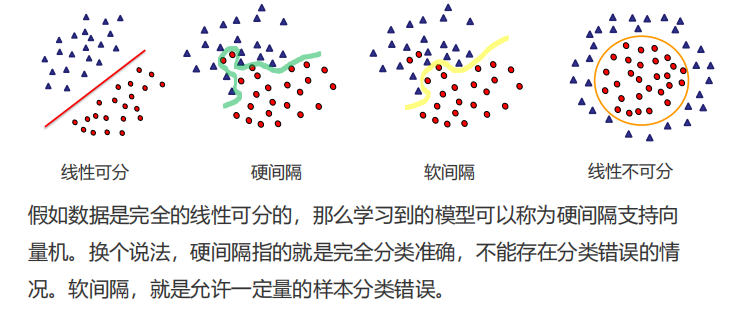 线性可分 硬间隔 软间隔 线性不可分
假如数据是完全的线性可分的，那么学习到的模型可以称为硬间隔支持向
量机。换个说法，硬间隔指的就是完全分类准确，不能存在分类错误的情
况。软间隔，就是允许一定量的样本分类错误。